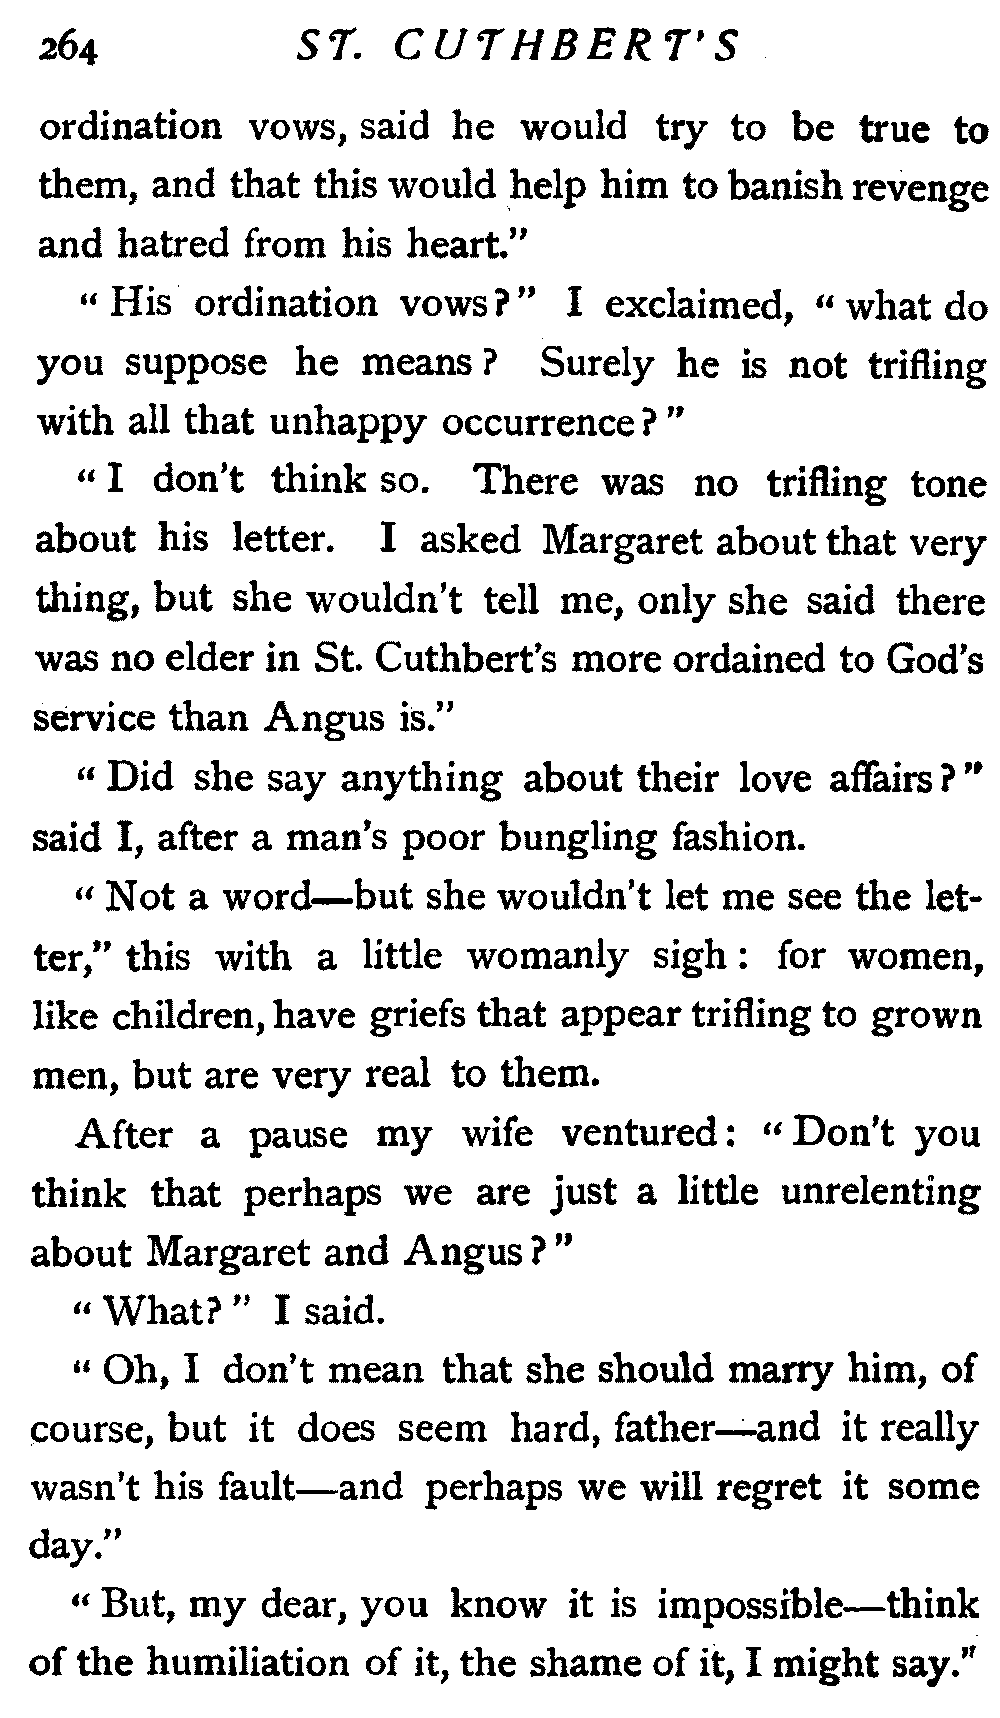 264 ST. CUTHBERT'S
ordination vows, said he would try to be true to
them, and that this would help him to banish revenge
and hatred from his heart."
"His ordination vows?" I exclaimed, "what do
you suppose he means? Surely he is not trifling
with all that unhappy occurrence?"
"I don't think so. There was no trifling tone
about his letter. I asked Margaret about that very
thing, but she wouldn't tell me, only she said there
was no elder in St. Cuthbert's more ordained to God's
service than Angus is."
"Did she say anything about their love affairs?"
said I, after a man's poor bungling fashion.
"Not a word—but she wouldn't let me see the let-
ter," this with a little womanly sigh: for women,
like children, have griefs that appear trifling to grown
men, but are very real to them.
After a pause my wife ventured: "Don't you
think that perhaps we are just a little unrelenting
about Margaret and Angus?"
"What?" I said.
"Oh, I don't mean that she should marry him, of
course, but it does seem hard, father—and it really
wasn't his fault—and perhaps we will regret it some
day."
"But, my dear, you know it is impossible—think
of the humiliation of it, the shame of it, I might say."